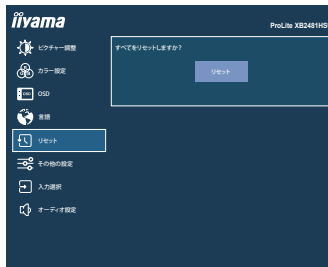 iiyama
ProLite XB2481HS
ピクチャー調整
すべてをリセットしますか?
リセット
カラー設定
OSD
OSD
言語
リセット
その他の設定
入力選択
オーディオ設定